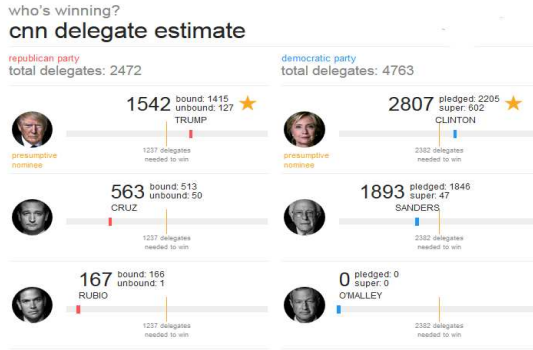 who's winning?
cnn delegate estimate
republican party
total delegates: 2472
1542 bound: 1415
unbound: 127
TRUMP
presumptive
nominee
1237 delegates
needed to win
563 bound: 513
unbound: 50
CRUZ
1237 delegates
needed to win
167 bound: 166
unbound: 1
RUBIO
1237 delegates
needed to win
democratic party
total delegates: 4763
2807 pledged: 2205
super: 602
CLINTON
presumptive
nominee
2382 delegates
needed to win
1893 pledged: 1846
super: 47
SANDERS
2382 delegates
needed to win
0 pledged: 0
super: 0
O'MALLEY
2382 delegates
needed to win